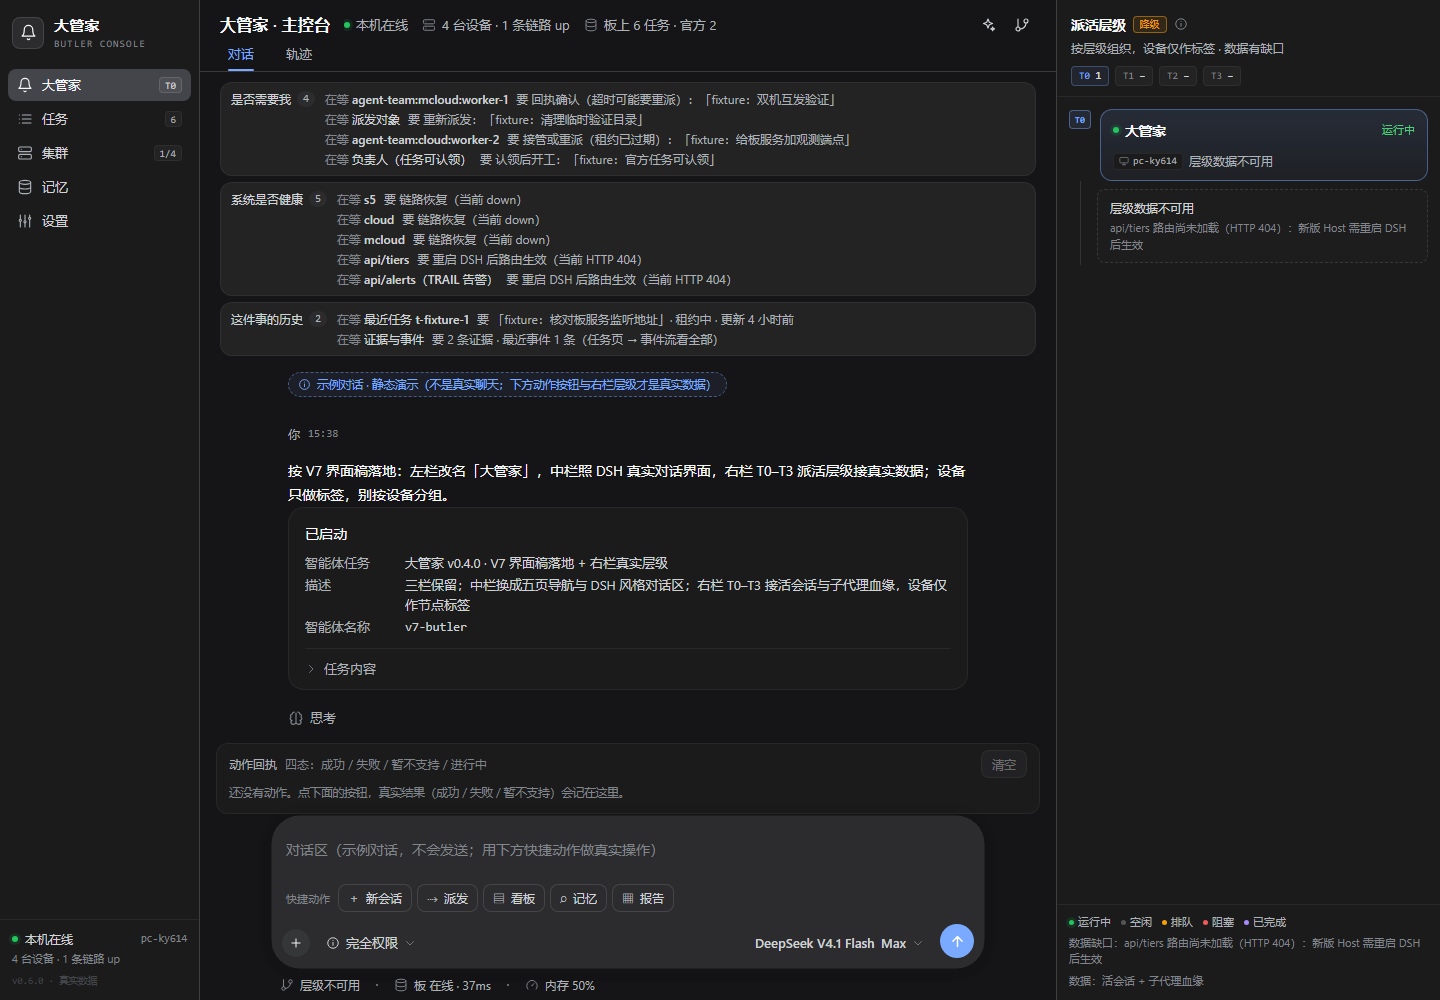 大管家
BUTLER CONSOLE
大管家 T0
任务 6
集群 1/4
记忆
设置
本机在线 pc-ky614
4 台设备 · 1 条链路 up
v0.6.0 · 真实数据
大管家 · 主控台 本机在线 4 台设备 · 1 条链路 up 板上 6 任务 · 官方 2
对话 轨迹
是否需要我 4 在等 agent-team:mcloud:worker-1 要 回执确认（超时可能要重派）：「fixture：双机互发验证」
在等 派发对象 要 重新派发：「fixture：清理临时验证目录」
在等 agent-team:cloud:worker-2 要 接管或重派（租约已过期）：「fixture：给板服务加观测端点」
在等 负责人（任务可认领） 要 认领后开工：「fixture：官方任务可认领」
系统是否健康 5 在等 s5 要 链路恢复（当前 down）
在等 cloud 要 链路恢复（当前 down）
在等 mcloud 要 链路恢复（当前 down）
在等 api/tiers 要 重启 DSH 后路由生效（当前 HTTP 404）
在等 api/alerts（TRAIL 告警） 要 重启 DSH 后路由生效（当前 HTTP 404）
这件事的历史 2 在等 最近任务 t-fixture-1 要 「fixture：核对板服务监听地址」· 租约中 · 更新 4 小时前
在等 证据与事件 要 2 条证据 · 最近事件 1 条（任务页 → 事件流看全部）
示例对话 · 静态演示（不是真实聊天；下方动作按钮与右栏层级才是真实数据）
你 15:38
按 V7 界面稿落地：左栏改名「大管家」，中栏照 DSH 真实对话界面，右栏 T0–T3 派活层级接真实数据；设备
只做标签，别按设备分组。
已启动
智能体任务 大管家 v0.4.0 · V7 界面稿落地 + 右栏真实层级
描述 三栏保留；中栏换成五页导航与 DSH 风格对话区；右栏 T0–T3 接活会话与子代理血缘，设备仅
作节点标签
智能体名称 v7-butler
任务内容
思考
动作回执 四态：成功 / 失败 / 暂不支持 / 进行中 清空
还没有动作。点下面的按钮，真实结果（成功 / 失败 / 暂不支持）会记在这里。
对话区（示例对话，不会发送；用下方快捷动作做真实操作）
快捷动作 + 新会话 派发 看板 记忆 报告
+ 完全权限 DeepSeek V4.1 Flash Max
层级不可用 · 板 在线 · 37ms · 内存 50%
派活层级 降级
按层级组织，设备仅作标签 · 数据有缺口
T0 1 T1 – T2 – T3 –
T0 大管家 运行中
pc-ky614 层级数据不可用
层级数据不可用
api/tiers 路由尚未加载（HTTP 404）：新版 Host 需重启 DSH
后生效
运行中 空闲 排队 阻塞 已完成
数据缺口：api/tiers 路由尚未加载（HTTP 404）：新版 Host 需重启 DSH
后生效
数据：活会话 + 子代理血缘